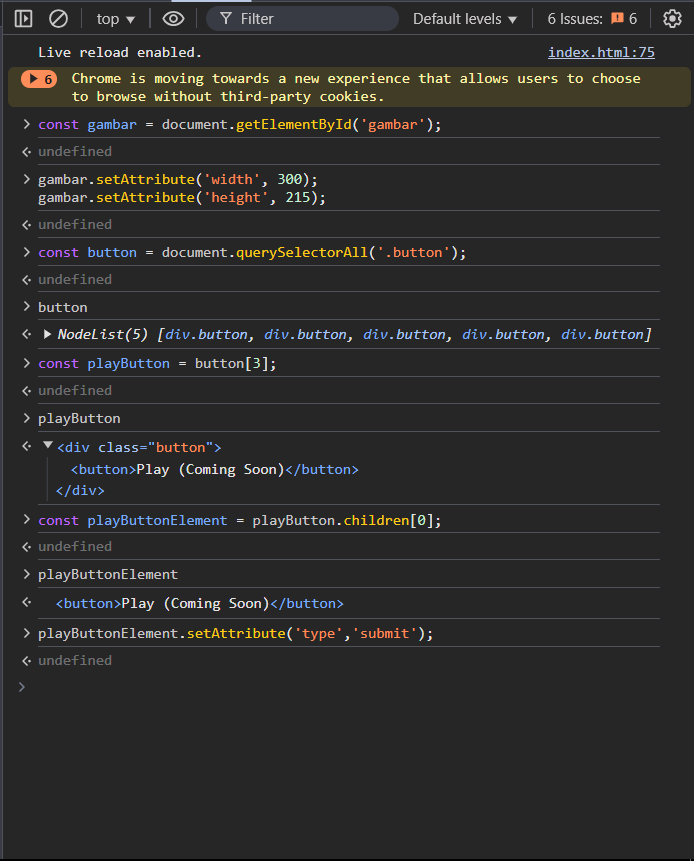 top ▼ Filter Default levels ▼ 6 Issues: 6
Live reload enabled. index.html:75
6 Chrome is moving towards a new experience that allows users to choose
to browse without third-party cookies.
> const gambar = document.getElementById('gambar');
undefined
> gambar.setAttribute('width', 300);
gambar.setAttribute('height', 215);
undefined
> const button = document.querySelectorAll('.button');
undefined
> button
▶ NodeList(5) [div.button, div.button, div.button, div.button, div.button]
> const playButton = button[3];
undefined
> playButton
▼ <div class="button">
<button>Play (Coming Soon)</button>
</div>
> const playButtonElement = playButton.children[0];
undefined
> playButtonElement
<button>Play (Coming Soon)</button>
> playButtonElement.setAttribute('type','submit');
undefined
>